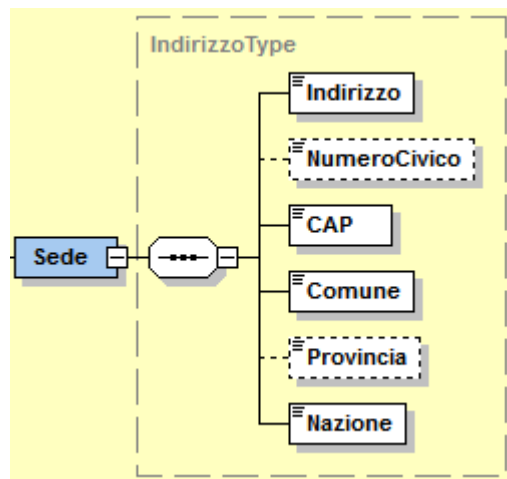 IndirizzoType
Indirizzo
NumeroCivico
CAP
Sede
Comune
Provincia
Nazione